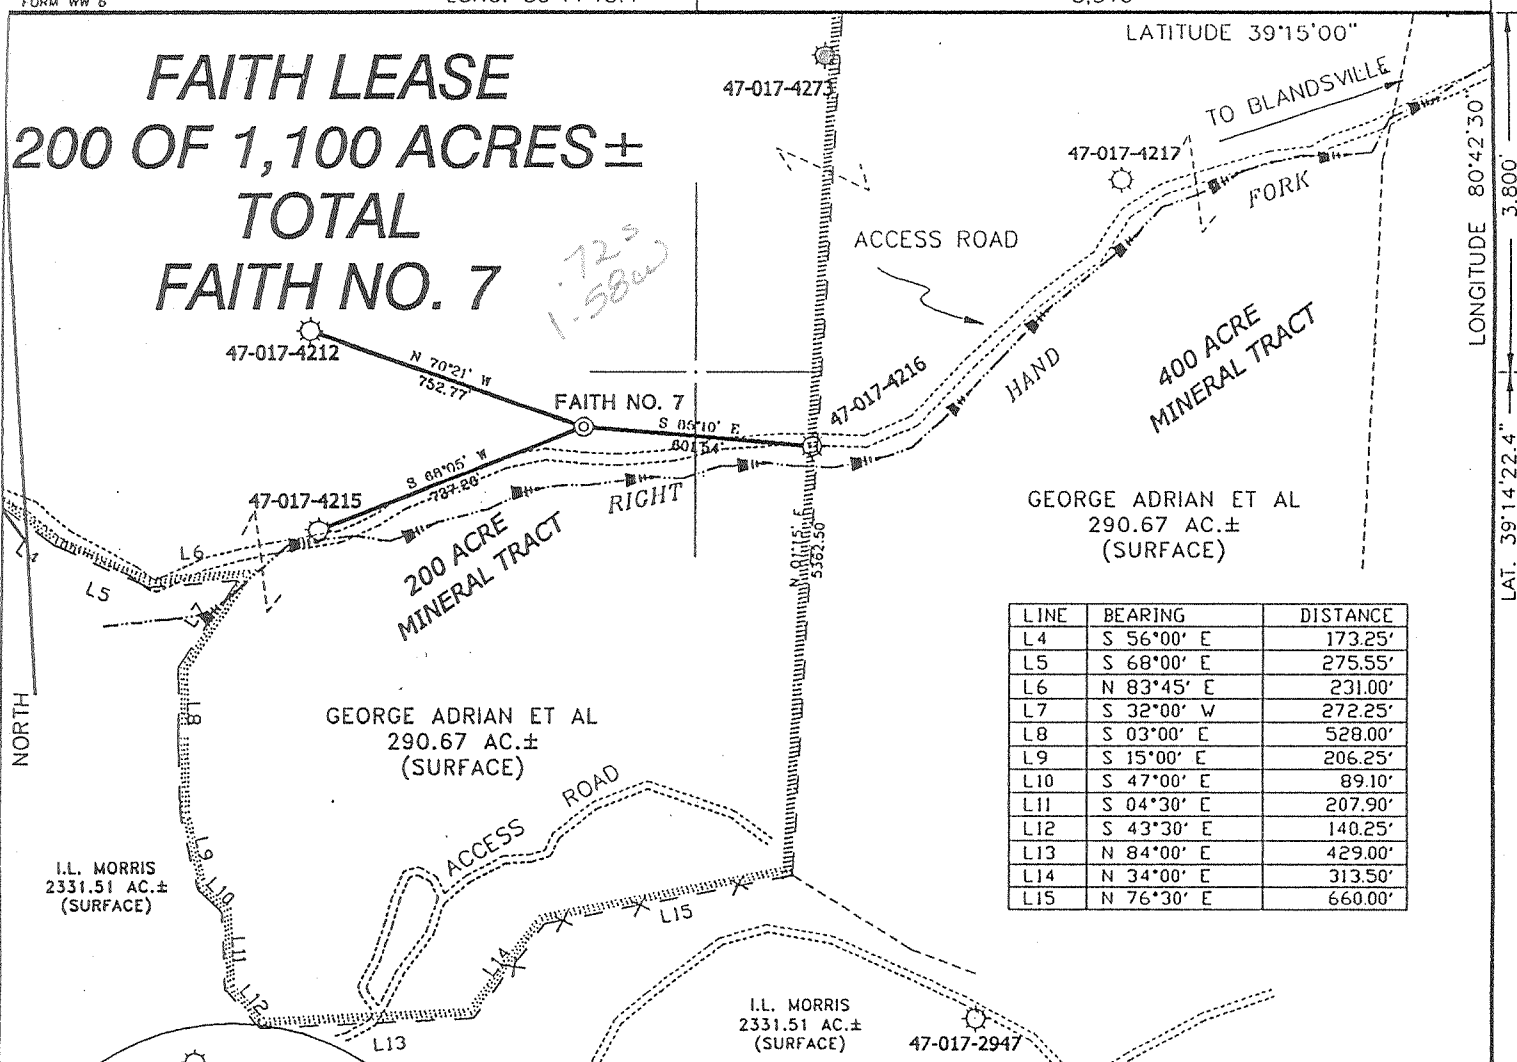 FORM WW 6
LATITUDE 39°15'00"
FAITH LEASE
200 OF 1,100 ACRES±
TOTAL
FAITH NO. 7
.72 s
1.58 w
47-017-4273
TO BLANDSVILLE
47-017-4217
FORK
ACCESS ROAD
LONGITUDE 80°42'30"
3,800'
LAT. 39°14'22.4"
47-017-4212
N 70°21' W
752.77'
FAITH NO. 7
47-017-4216
HAND
400 ACRE
MINERAL TRACT
S 85°10' E
601.54'
S 68°05' W
737.26'
47-017-4215
RIGHT
200 ACRE
MINERAL TRACT
GEORGE ADRIAN ET AL
290.67 AC.±
(SURFACE)
N 01°15' E
5362.50
L4
L5
L6
L7
L8
NORTH
GEORGE ADRIAN ET AL
290.67 AC.±
(SURFACE)
LINE BEARING DISTANCE
L4 S 56°00' E 173.25'
L5 S 68°00' E 275.55'
L6 N 83°45' E 231.00'
L7 S 32°00' W 272.25'
L8 S 03°00' E 528.00'
L9 S 15°00' E 206.25'
L10 S 47°00' E 89.10'
L11 S 04°30' E 207.90'
L12 S 43°30' E 140.25'
L13 N 84°00' E 429.00'
L14 N 34°00' E 313.50'
L15 N 76°30' E 660.00'
ACCESS ROAD
I.L. MORRIS
2331.51 AC.±
(SURFACE)
L9
L10
L11
L12
L13
L14
L15
I.L. MORRIS
2331.51 AC.±
(SURFACE)
47-017-2947